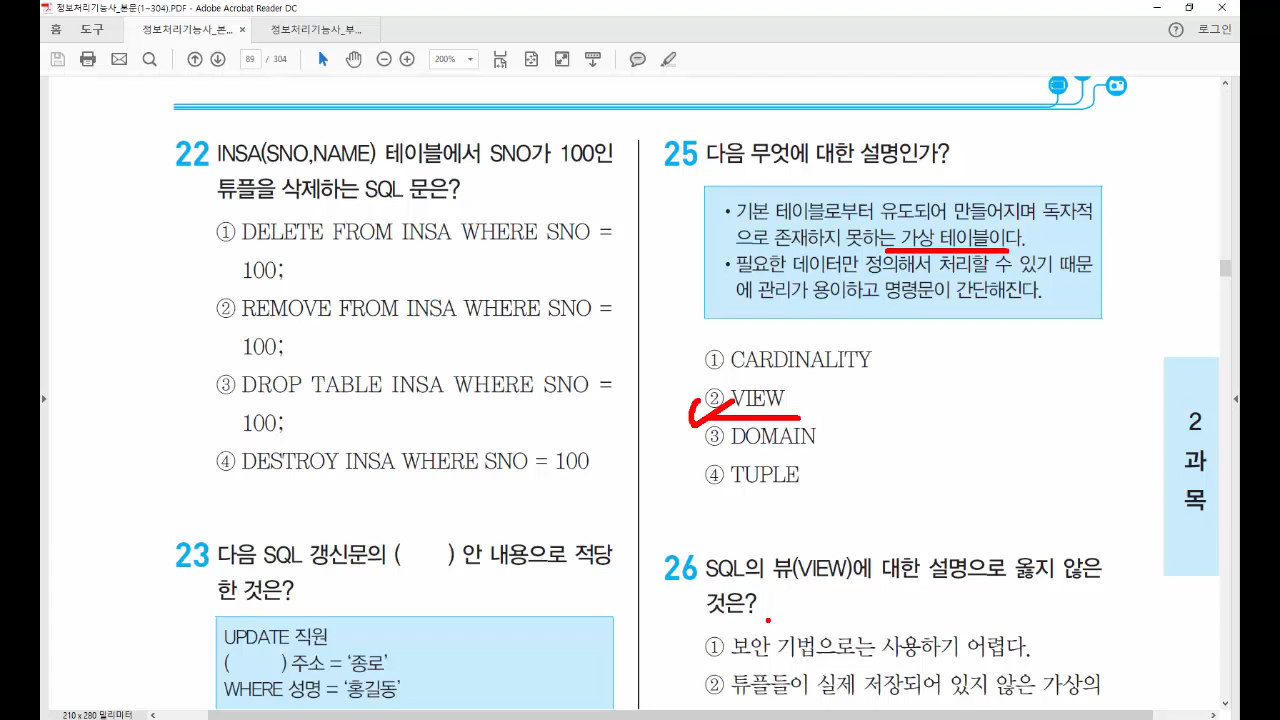 정보처리기능사_본문(1-304).PDF - Adobe Acrobat Reader DC
홈 도구 정보처리기능사_본... × 정보처리기능사_부... 로그인
89 / 304 200%
22 INSA(SNO,NAME) 테이블에서 SNO가 100인
튜플을 삭제하는 SQL 문은?
① DELETE FROM INSA WHERE SNO =
100;
② REMOVE FROM INSA WHERE SNO =
100;
③ DROP TABLE INSA WHERE SNO =
100;
④ DESTROY INSA WHERE SNO = 100
23 다음 SQL 갱신문의 ( ) 안 내용으로 적당
한 것은?
UPDATE 직원
( ) 주소 = ‘종로’
WHERE 성명 = ‘홍길동’
25 다음 무엇에 대한 설명인가?
• 기본 테이블로부터 유도되어 만들어지며 독자적
으로 존재하지 못하는 가상 테이블이다.
• 필요한 데이터만 정의해서 처리할 수 있기 때문
에 관리가 용이하고 명령문이 간단해진다.
① CARDINALITY
② VIEW
③ DOMAIN
④ TUPLE
26 SQL의 뷰(VIEW)에 대한 설명으로 옳지 않은
것은?
① 보안 기법으로는 사용하기 어렵다.
② 튜플들이 실제 저장되어 있지 않은 가상의
2
과
목
210 x 280 밀리미터